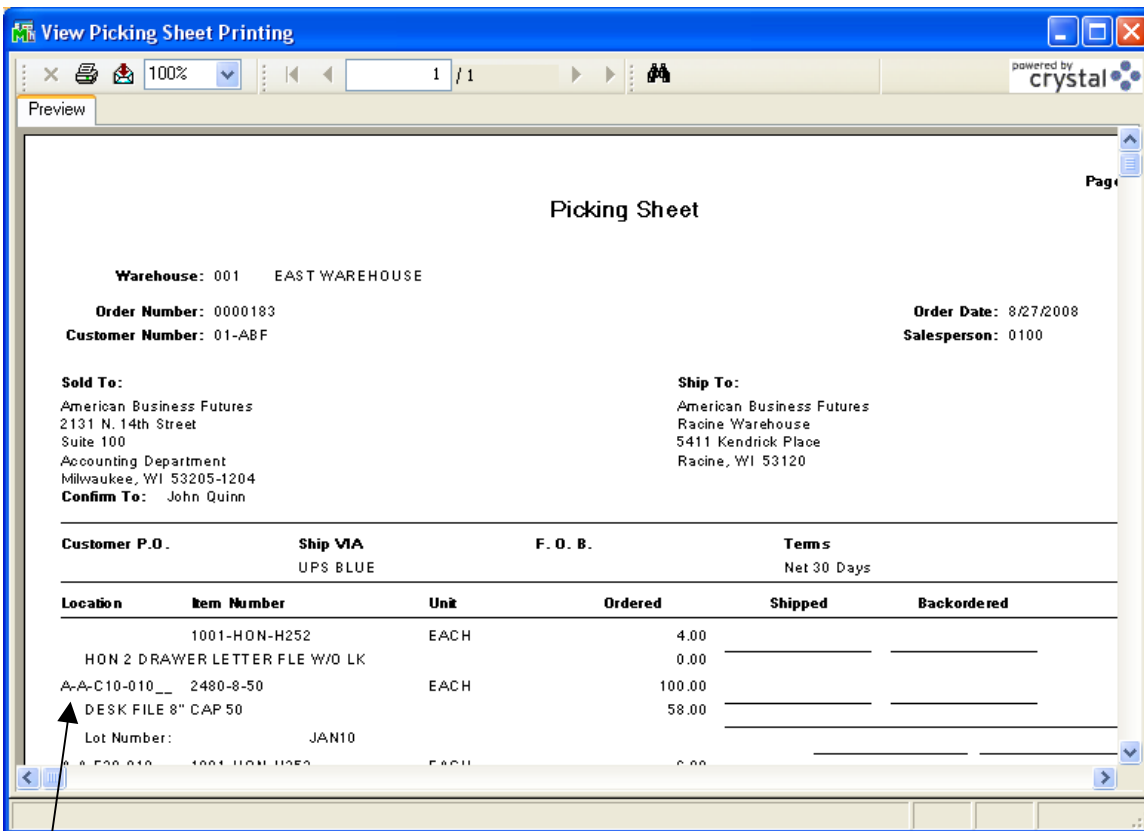 View Picking Sheet Printing
100%
1 / 1
powered by
crystal
Preview
Page
Picking Sheet
Warehouse: 001 EAST WAREHOUSE
Order Number: 0000183
Order Date: 8/27/2008
Customer Number: 01-ABF
Salesperson: 0100
Sold To:
Ship To:
American Business Futures
American Business Futures
2131 N. 14th Street
Racine Warehouse
Suite 100
5411 Kendrick Place
Accounting Department
Racine, WI 53120
Milwaukee, WI 53205-1204
Confirm To: John Quinn
Customer P.O. Ship VIA F.O.B. Terms
UPS BLUE Net 30 Days
Location Item Number Unit Ordered Shipped Backordered
1001-HON-H252 EACH 4.00
HON 2 DRAWER LETTER FLE W/O LK 0.00
A-A-C10-010__ 2480-8-50 EACH 100.00
DESK FILE 8" CAP 50 58.00
Lot Number: JAN10